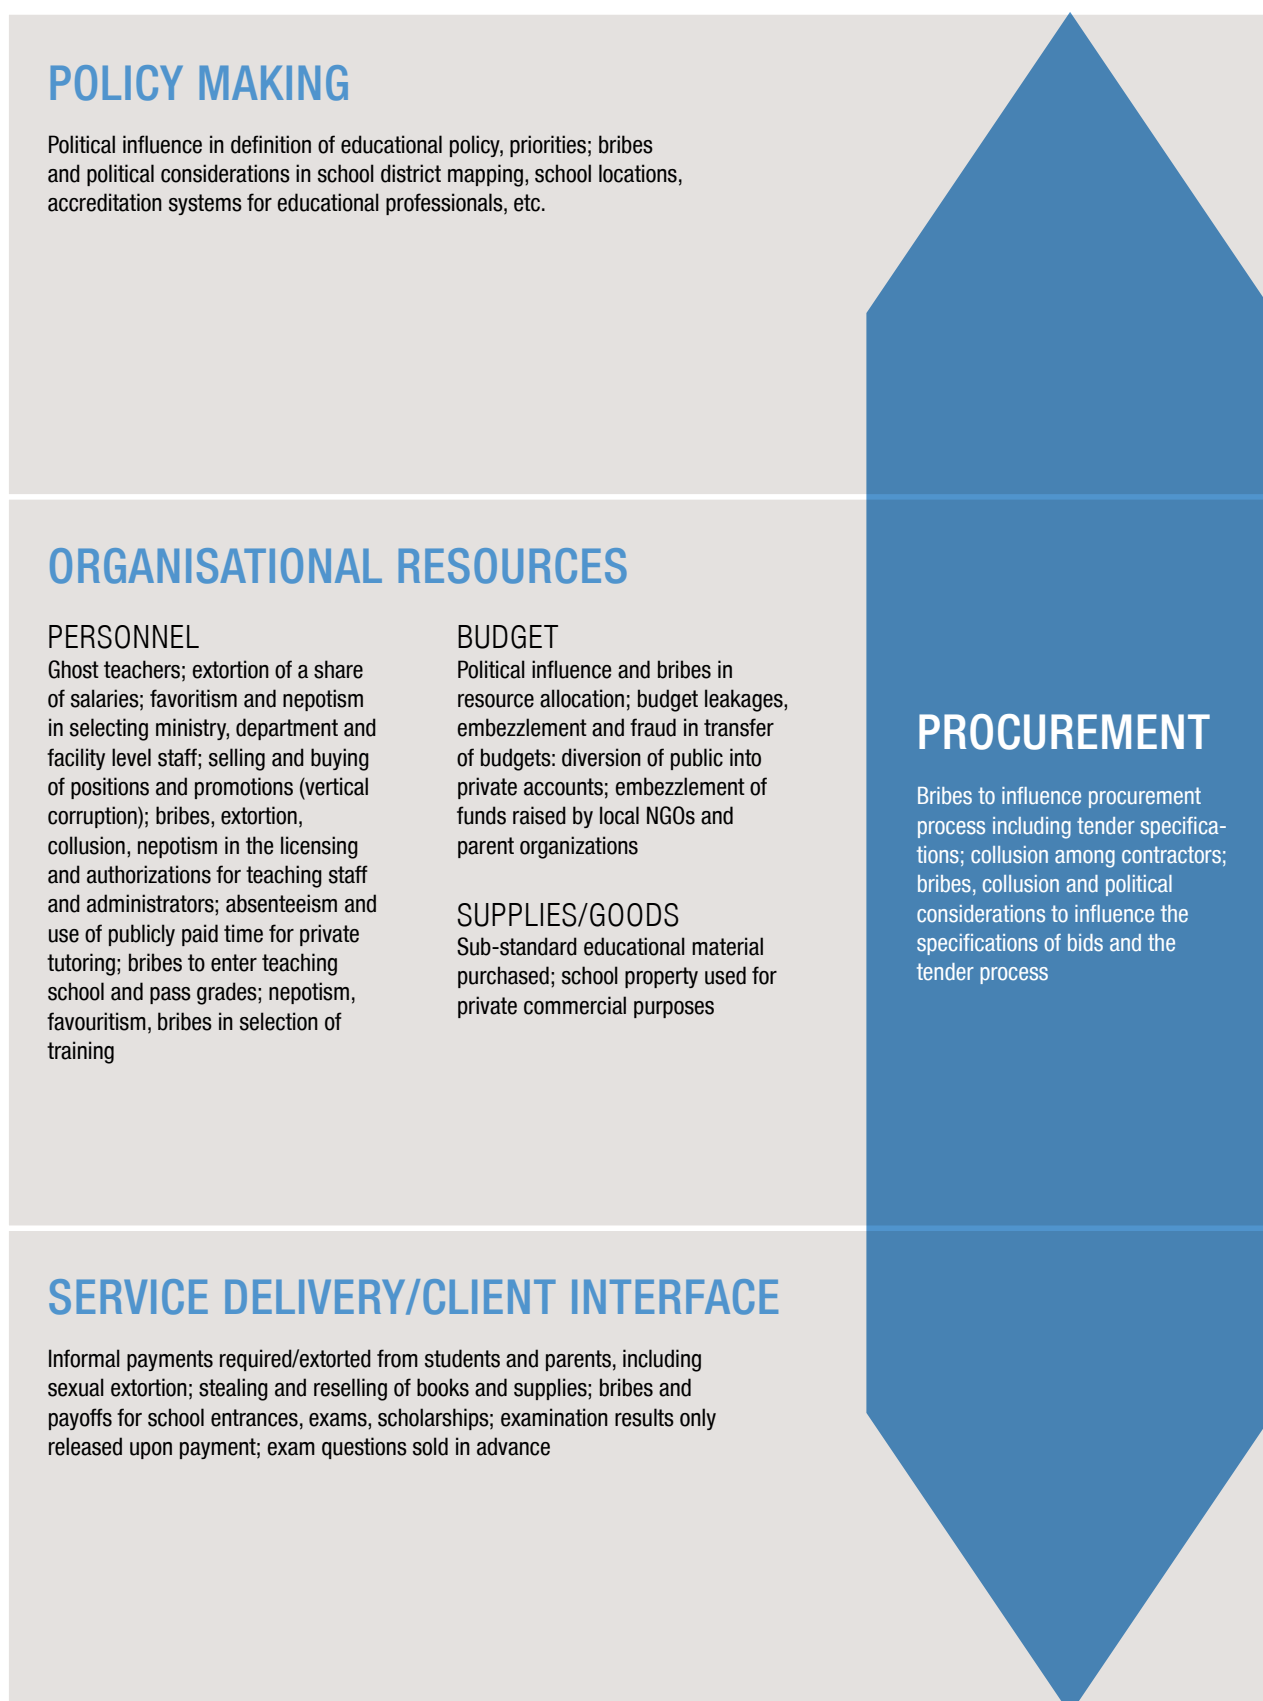 POLICY MAKING
Political influence in definition of educational policy, priorities; bribes
and political considerations in school district mapping, school locations,
accreditation systems for educational professionals, etc.
ORGANISATIONAL RESOURCES
PERSONNEL
Ghost teachers; extortion of a share
of salaries; favoritism and nepotism
in selecting ministry, department and
facility level staff; selling and buying
of positions and promotions (vertical
corruption); bribes, extortion,
collusion, nepotism in the licensing
and authorizations for teaching staff
and administrators; absenteeism and
use of publicly paid time for private
tutoring; bribes to enter teaching
school and pass grades; nepotism,
favouritism, bribes in selection of
training
BUDGET
Political influence and bribes in
resource allocation; budget leakages,
embezzlement and fraud in transfer
of budgets: diversion of public into
private accounts; embezzlement of
funds raised by local NGOs and
parent organizations
SUPPLIES/GOODS
Sub-standard educational material
purchased; school property used for
private commercial purposes
PROCUREMENT
Bribes to influence procurement
process including tender specifica-
tions; collusion among contractors;
bribes, collusion and political
considerations to influence the
specifications of bids and the
tender process
SERVICE DELIVERY/CLIENT INTERFACE
Informal payments required/extorted from students and parents, including
sexual extortion; stealing and reselling of books and supplies; bribes and
payoffs for school entrances, exams, scholarships; examination results only
released upon payment; exam questions sold in advance